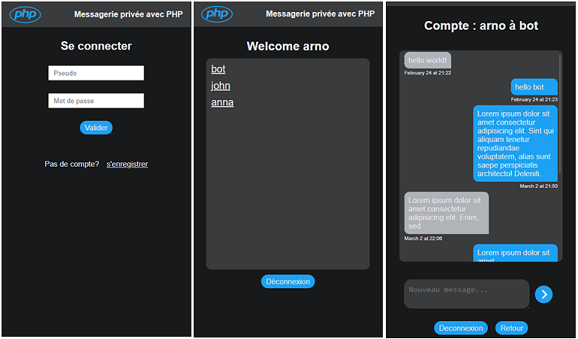 php Messagerie privée avec PHP
Se connecter
Pseudo
Mot de passe
Valider
Pas de compte? s'enregistrer
php Messagerie privée avec PHP
Welcome arno
bot
john
anna
Déconnexion
Compte : arno à bot
hello world!
February 24 at 21:22
hello bot
February 24 at 21:23
Lorem ipsum dolor sit
amet consectetur
adipisicing elit. Sint qui
aliquam tenetur
repudiandae
voluptatem, alias sunt
saepe perspiciatis
architecto! Deleniti.
March 2 at 21:50
Lorem ipsum dolor sit
amet consectetur
adipisicing elit. Enim,
sed.
March 2 at 22:06
Lorem ipsum dolor sit
amet
Nouveau message...
Deconnexion Retour